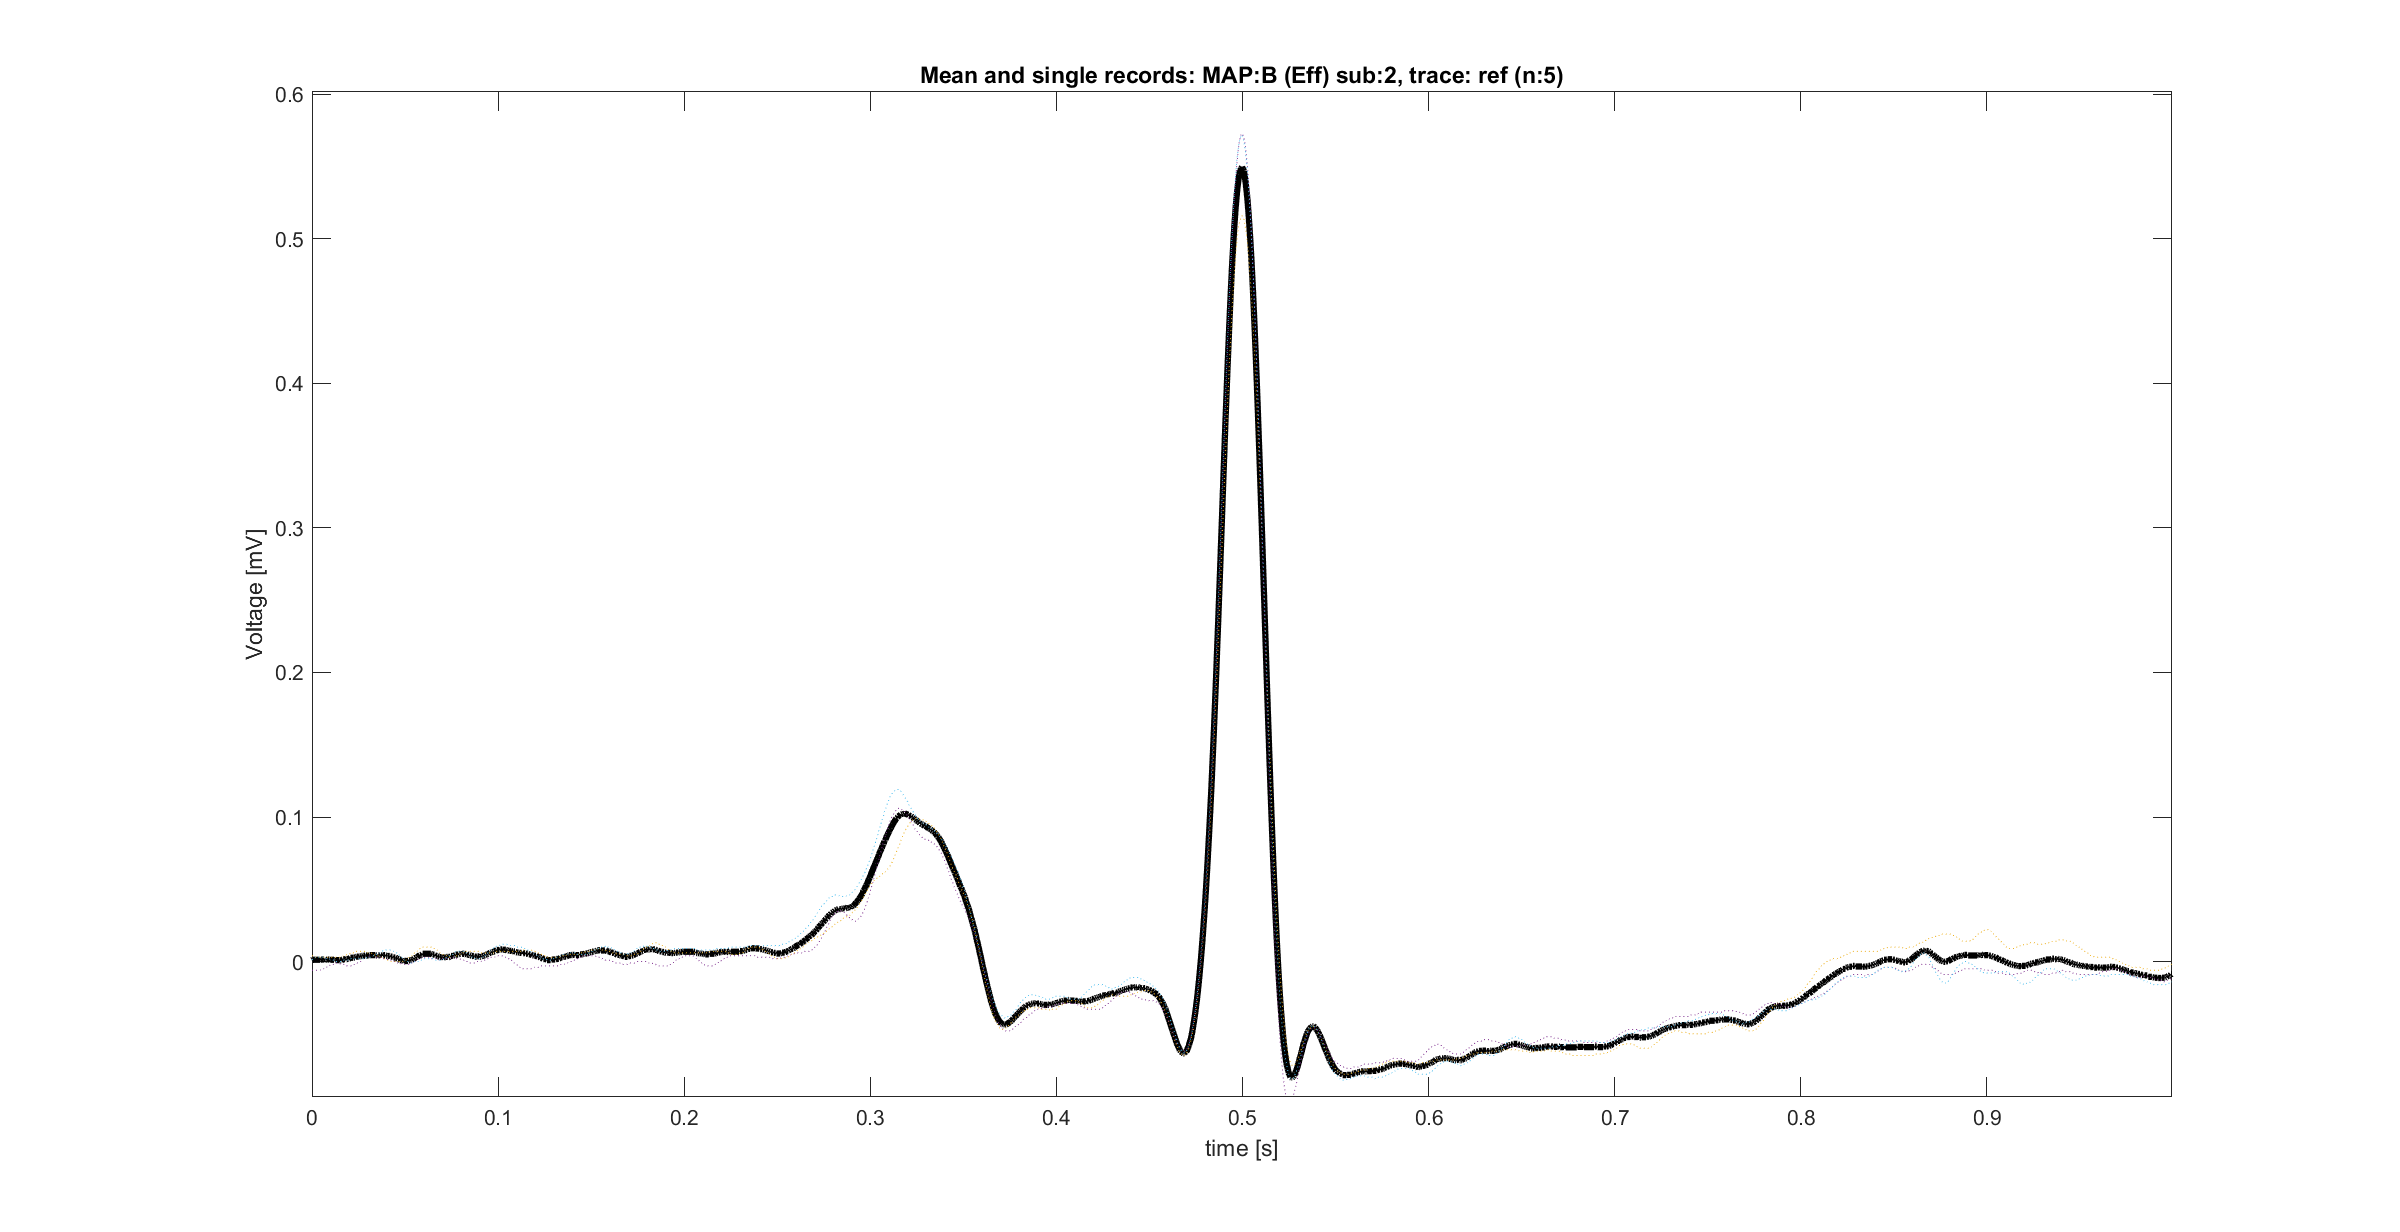 Mean and single records: MAP:B (Eff) sub:2, trace: ref (n:5)
0.6
0.5
0.4
0.3
0.2
0.1
0
Voltage [mV]
0 0.1 0.2 0.3 0.4 0.5 0.6 0.7 0.8 0.9
time [s]